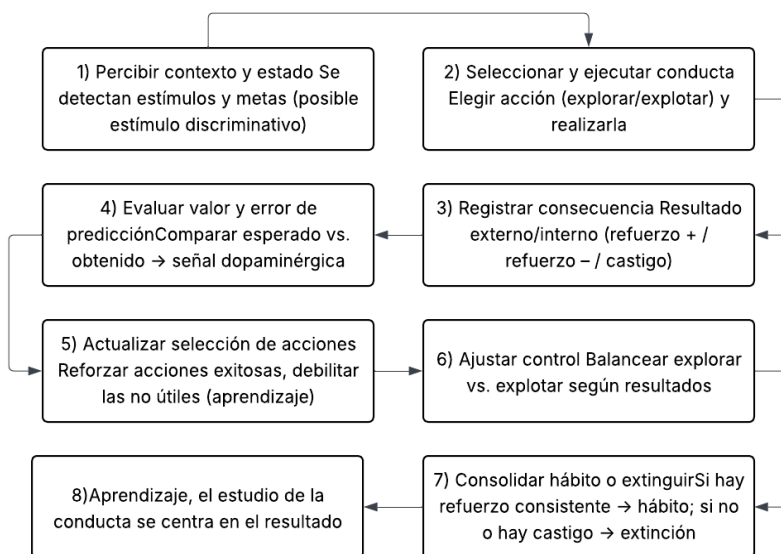 1) Percibir contexto y estado Se
detectan estímulos y metas (posible
estímulo discriminativo)
2) Seleccionar y ejecutar conducta
Elegir acción (explorar/explotar) y
realizarla
3) Registrar consecuencia Resultado
externo/interno (refuerzo + /
refuerzo – / castigo)
4) Evaluar valor y error de
predicciónComparar esperado vs.
obtenido → señal dopaminérgica
5) Actualizar selección de acciones
Reforzar acciones exitosas, debilitar
las no útiles (aprendizaje)
6) Ajustar control Balancear explorar
vs. explotar según resultados
7) Consolidar hábito o extinguirSi hay
refuerzo consistente → hábito; si no
o hay castigo → extinción
8)Aprendizaje, el estudio de la
conducta se centra en el resultado